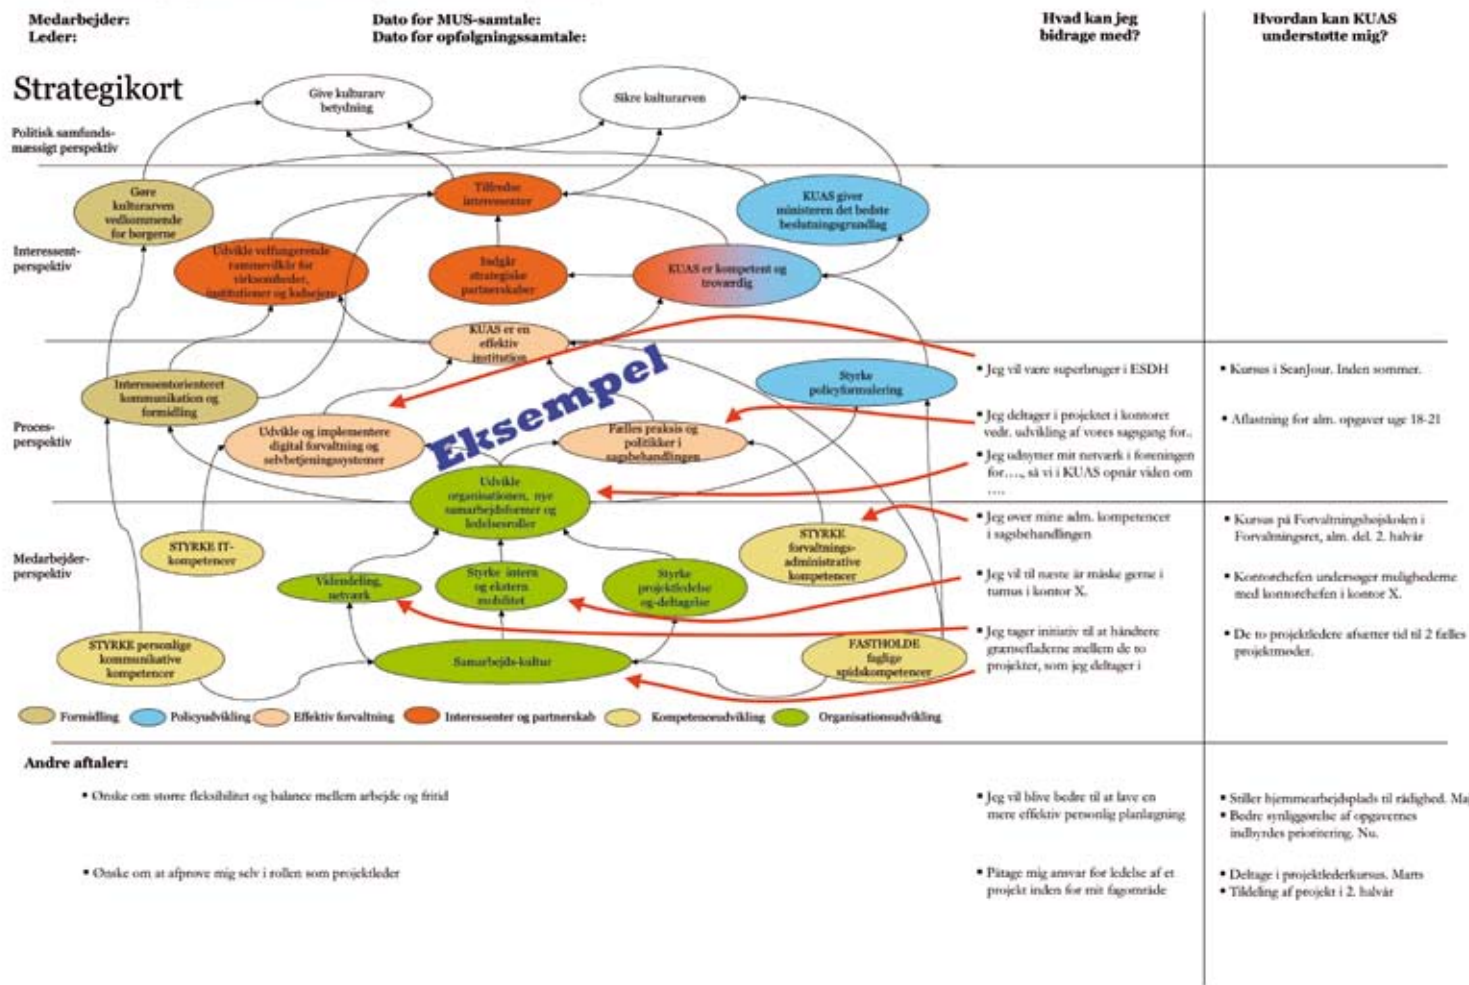 Medarbejder:
Leder:
Dato for MUS-samtale:
Dato for opfølgningssamtale:
Hvad kan jeg
bidrage med?
Hvordan kan KUAS
understøtte mig?
Strategikort
Politisk samfunds-
mæssigt perspektiv
Give kulturarv
betydning
Sikre kulturarven
Interessent-
perspektiv
Gøre
kulturarven
vedkommende
for borgerne
Tilfredse
interessenter
KUAS giver
ministeren det bedste
beslutningsgrundlag
Udvikle velfungerende
rammevilkår for
virksomheder,
institutioner og lodsejere
Indgår
strategiske
partnerskaber
KUAS er kompetent og
troværdig
KUAS er en
effektiv
institution
Proces-
perspektiv
Interessentorienteret
kommunikation og
formidling
Styrke
policyformulering
Udvikle og implementere
digital forvaltning og
selvbetjeningssystemer
Eksempel
Fælles praksis og
politikker i
sagsbehandlingen
Udvikle
organisationen, nye
samarbejdsformer og
ledelsesroller
Medarbejder-
perspektiv
STYRKE IT-
kompetencer
STYRKE
forvaltnings-
administrative
kompetencer
Videndeling,
netværk
Styrke intern
og ekstern
mobilitet
Styrke
projektledelse
og-deltagelse
STYRKE personlige
kommunikative
kompetencer
Samarbejds-kultur
FASTHOLDE
faglige
spidskompetencer
Formidling
Policyudvikling
Effektiv forvaltning
Interessenter og partnerskab
Kompetenceudvikling
Organisationsudvikling
▪ Jeg vil være superbruger i ESDH
▪ Kursus i ScanJour. Inden sommer.
▪ Jeg deltager i projektet i kontoret
vedr. udvikling af vores sagsgang for..
▪ Aflastning for alm. opgaver uge 18-21
▪ Jeg udnytter mit netværk i foreningen
for…., så vi i KUAS opnår viden om
….
▪ Jeg øver mine adm. kompetencer
i sagsbehandlingen
▪ Kursus på Forvaltningshøjskolen i
Forvaltningsret, alm. del. 2. halvår
▪ Jeg vil til næste år måske gerne i
turnus i kontor X.
▪ Kontorchefen undersøger mulighederne
med kontorchefen i kontor X.
▪ Jeg tager initiativ til at håndtere
grænsefladerne mellem de to
projekter, som jeg deltager i
▪ De to projektledere afsætter tid til 2 fælles
projektmøder.
Andre aftaler:
▪ Ønske om større fleksibilitet og balance mellem arbejde og fritid
▪ Jeg vil blive bedre til at lave en
mere effektiv personlig planlægning
▪ Stiller hjemmearbejdsplads til rådighed. Maj
▪ Bedre synliggørelse af opgavernes
indbyrdes prioritering. Nu.
▪ Ønske om at afprøve mig selv i rollen som projektleder
▪ Påtage mig ansvar for ledelse af et
projekt inden for mit fagområde
▪ Deltage i projektlederkursus. Marts
▪ Tildeling af projekt i 2. halvår